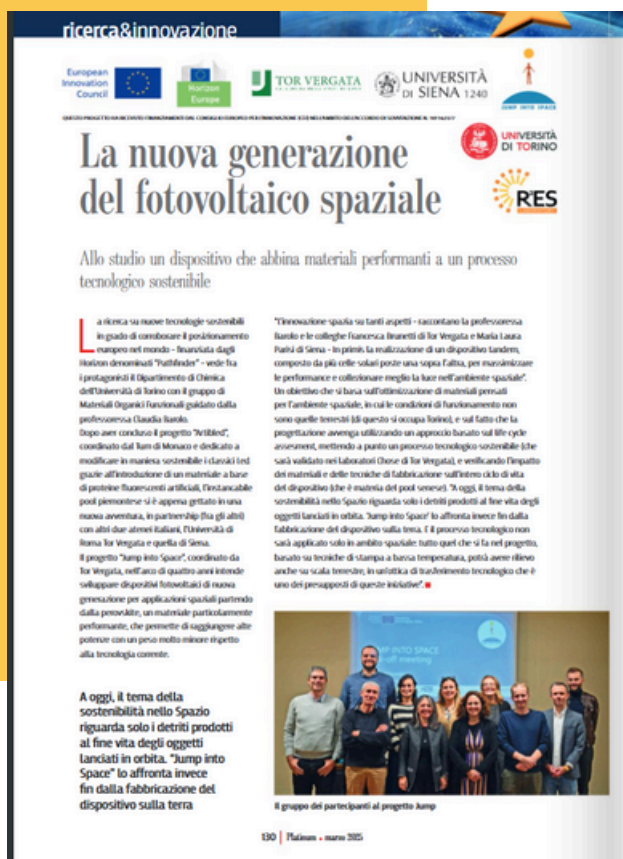 ricerca&innovazione
European
Innovation
Council
Horizon
Europe
TOR VERGATA
UNIVERSITÀ
DI SIENA 1240
JUMP INTO SPACE
UNIVERSITÀ
DI TORINO
RES
La nuova generazione
del fotovoltaico spaziale
Allo studio un dispositivo che abbina materiali performanti a un processo
tecnologico sostenibile
La ricerca su nuove tecnologie sostenibili
in grado di corroborare il posizionamento
europeo nel mondo - finanziata dagli
Horizon denominati "Pathfinder" - vede fra
i protagonisti il Dipartimento di Chimica
dell'Università di Torino con il gruppo di
Materiali Organici Funzionali guidato dalla
professoressa Claudia Barolo.
Dopo aver concluso il progetto "Artibled",
coordinato dal Tum di Monaco e dedicato a
modificare in maniera sostenibile i classici Led
grazie all'introduzione di un materiale a base
di proteine fluorescenti artificiali, l'instancabile
pool piemontese si è appena gettato in una
nuova avventura, in partnership (fra gli altri)
con altri due atenei italiani, l'Università di
Roma Tor Vergata e quella di Siena.
Il progetto "Jump into Space", coordinato da
Tor Vergata, nell'arco di quattro anni intende
sviluppare dispositivi fotovoltaici di nuova
generazione per applicazioni spaziali partendo
dalla perovskite, un materiale particolarmente
performante, che permette di raggiungere alte
potenze con un peso molto minore rispetto
alla tecnologia corrente.
A oggi, il tema della
sostenibilità nello Spazio
riguarda solo i detriti prodotti
al fine vita degli oggetti
lanciati in orbita. "Jump into
Space" lo affronta invece
fin dalla fabbricazione del
dispositivo sulla terra
"L'innovazione spazia su tanti aspetti - raccontano la professoressa
Barolo e le colleghe Francesca Brunetti di Tor Vergata e Maria Laura
Parisi di Siena - in primis la realizzazione di un dispositivo tandem,
composto da più celle solari poste una sopra l'altra, per massimizzare
le performance e collezionare meglio la luce nell'ambiente spaziale".
Un obiettivo che si basa sull'ottimizzazione di materiali pensati
per l'ambiente spaziale, in cui le condizioni di funzionamento non
sono quelle terrestri (di questo si occupa Torino), e sul fatto che la
progettazione avvenga utilizzando un approccio basato sul life cycle
assesment, mettendo a punto un processo tecnologico sostenibile (che
sarà validato nei laboratori Chose di Tor Vergata), e verificando l'impatto
dei materiali e delle tecniche di fabbricazione sull'intero ciclo di vita
del dispositivo (che è materia del pool senese). "A oggi, il tema della
sostenibilità nello Spazio riguarda solo i detriti prodotti al fine vita degli
oggetti lanciati in orbita. 'Jump into Space' lo affronta invece fin dalla
fabbricazione del dispositivo sulla terra. E il processo tecnologico non
sarà applicato solo in ambito spaziale: tutto quel che si fa nel progetto,
basato su tecniche di stampa a bassa temperatura, potrà avere rilievo
anche su scala terrestre, in un'ottica di trasferimento tecnologico che è
uno dei presupposti di queste iniziative".
JUMP INTO SPACE
meeting
Il gruppo dei partecipanti al progetto Jump
130 | Platinum • marzo 2025